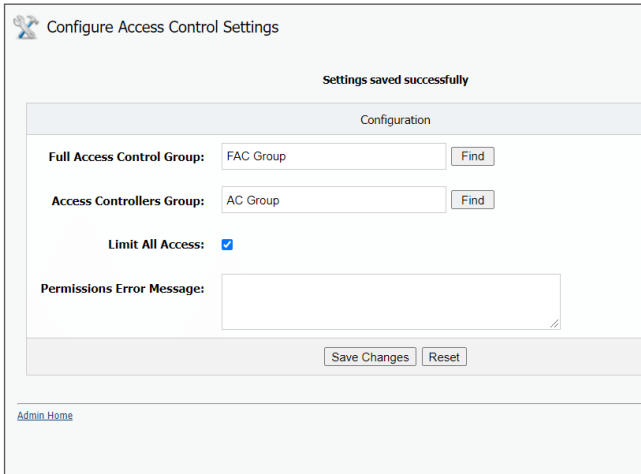 Configure Access Control Settings
Settings saved successfully
Configuration
Full Access Control Group: FAC Group Find
Access Controllers Group: AC Group Find
Limit All Access:
Permissions Error Message:
Save Changes Reset
Admin Home